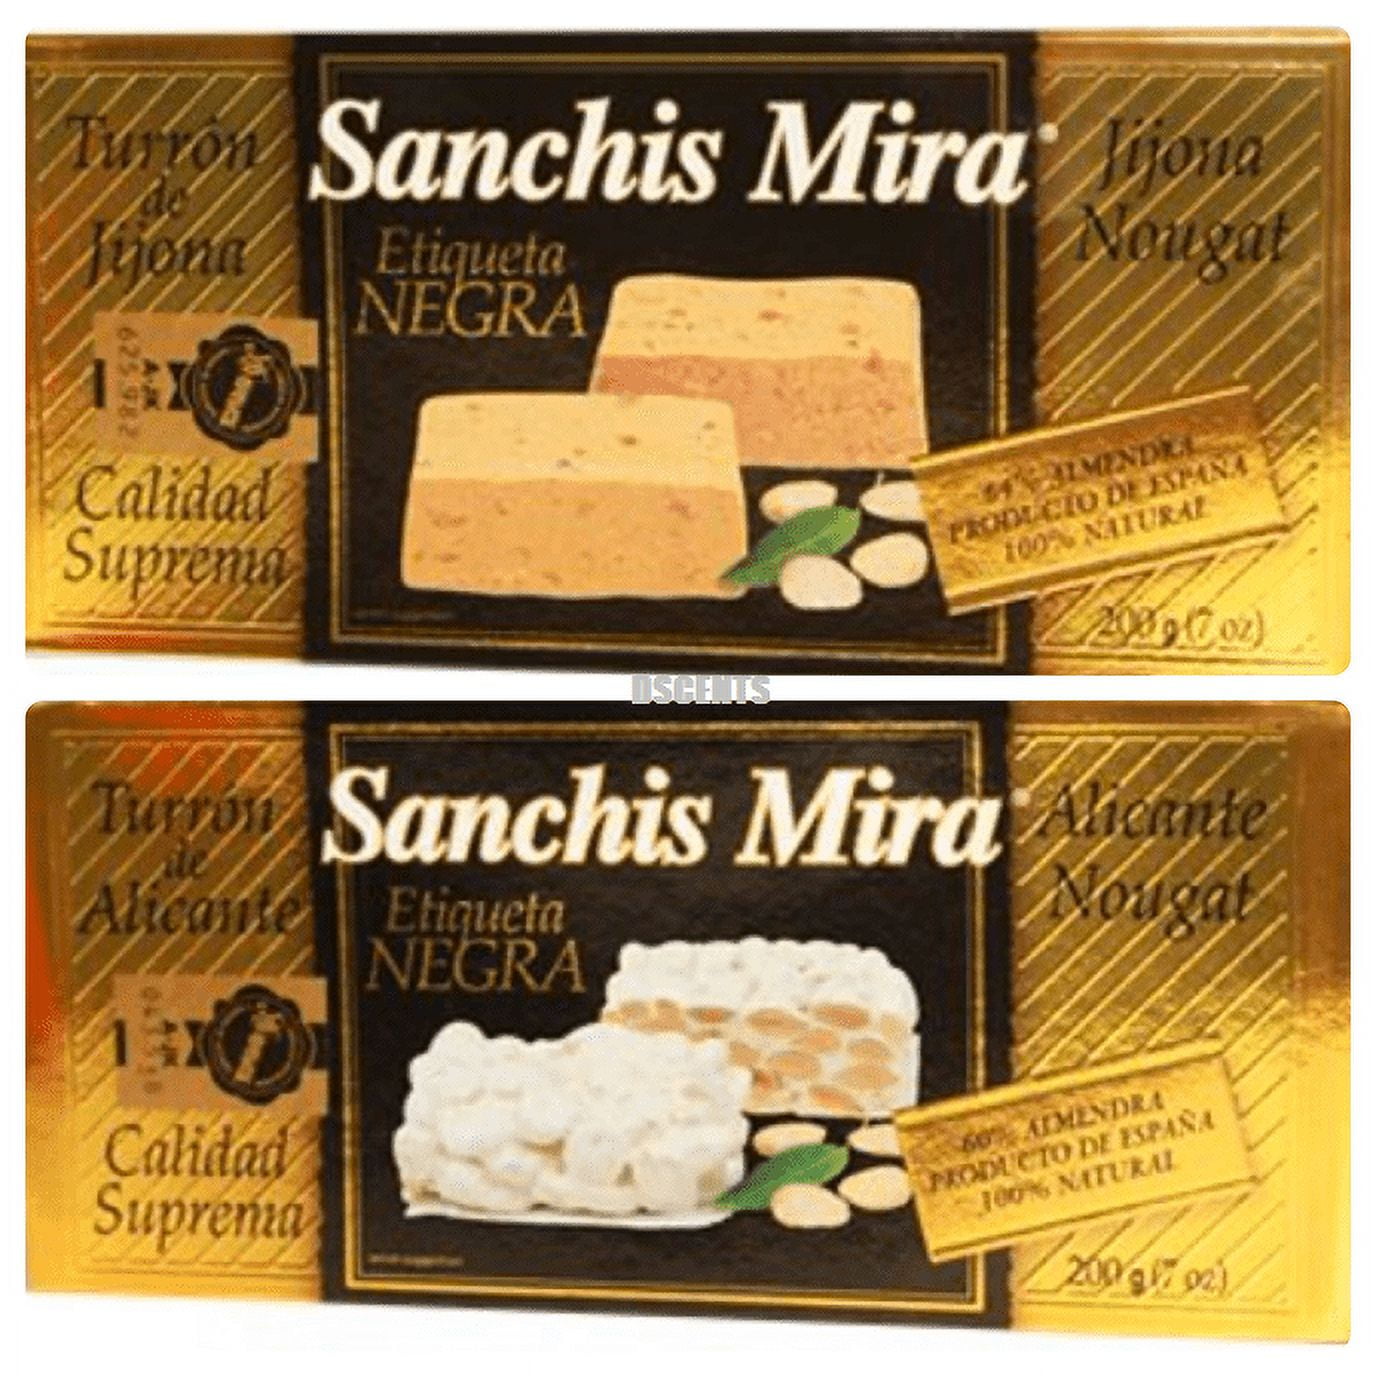 Turrón
de
Jijona
Calidad
Suprema
Sanchis Mira
Etiqueta
NEGRA
Jijona
Nougat
64% ALMENDRA
PRODUCTO DE ESPAÑA
100% NATURAL
200 g (7 oz)
DSCENTS
Turrón
de
Alicante
Calidad
Suprema
Sanchis Mira
Etiqueta
NEGRA
Alicante
Nougat
60% ALMENDRA
PRODUCTO DE ESPAÑA
100% NATURAL
200 g (7 oz)